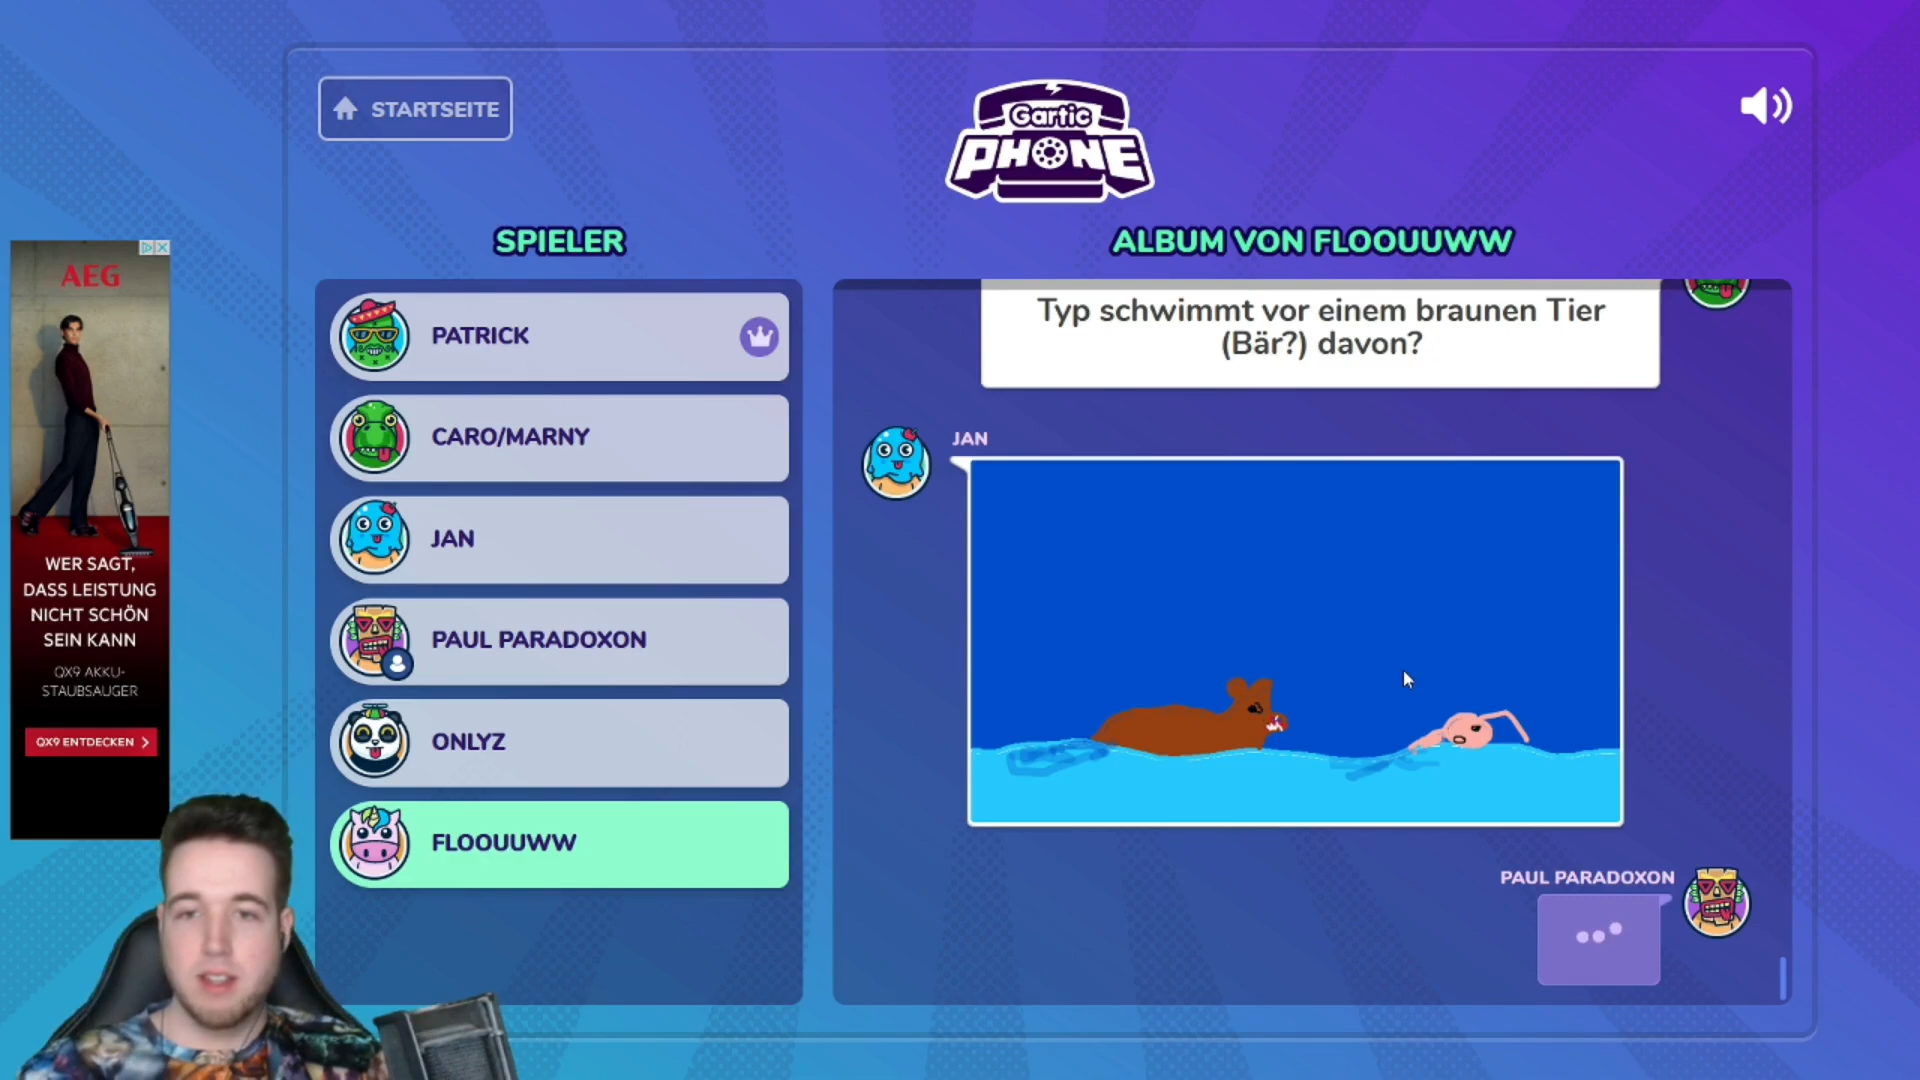 STARTSEITE
Gartic
PHONE
SPIELER
PATRICK
CARO/MARNY
JAN
PAUL PARADOXON
ONLYZ
FLOOUUWW
ALBUM VON FLOOUUWW
Typ schwimmt vor einem braunen Tier
(Bär?) davon?
JAN
PAUL PARADOXON
AEG
WER SAGT,
DASS LEISTUNG
NICHT SCHÖN
SEIN KANN
QX9 AKKU-
STAUBSAUGER
QX9 ENTDECKEN